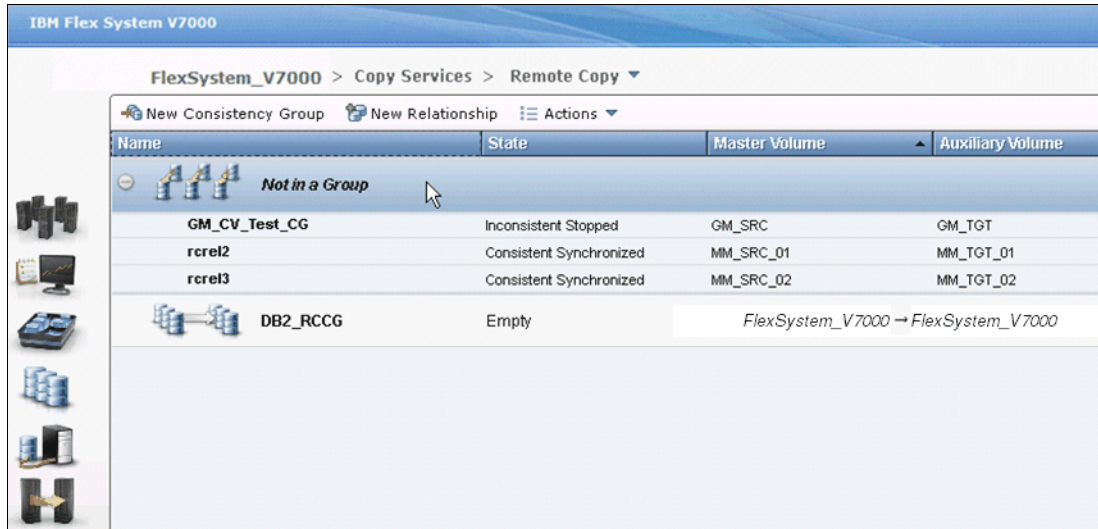 IBM Flex System V7000
FlexSystem_V7000 > Copy Services > Remote Copy
New Consistency Group New Relationship Actions
Name State Master Volume Auxiliary Volume
Not in a Group
GM_CV_Test_CG Inconsistent Stopped GM_SRC GM_TGT
rcrel2 Consistent Synchronized MM_SRC_01 MM_TGT_01
rcrel3 Consistent Synchronized MM_SRC_02 MM_TGT_02
DB2_RCCG Empty FlexSystem_V7000 → FlexSystem_V7000